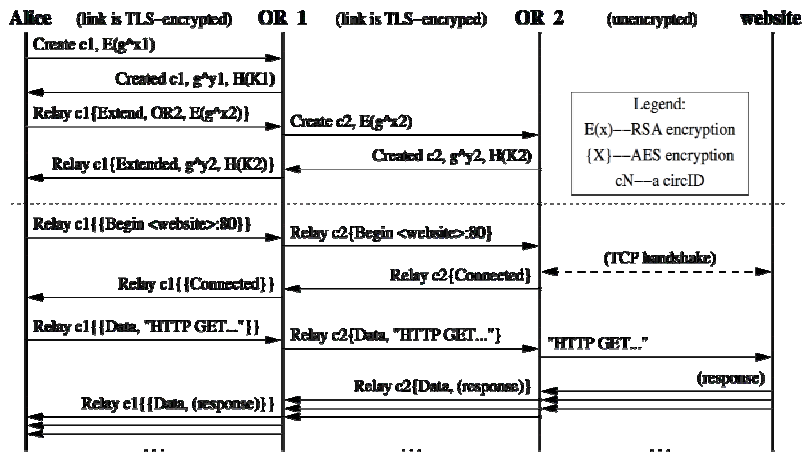 Alice (link is TLS–encrypted) OR 1 (link is TLS–encryped) OR 2 (unencrypted) website
Create c1, E(g^x1)
Created c1, g^y1, H(K1)
Relay c1{Extend, OR2, E(g^x2)}
Create c2, E(g^x2)
Created c2, g^y2, H(K2)
Relay c1{Extended, g^y2, H(K2)}
Legend:
E(x)––RSA encryption
{X}––AES encryption
cN––a circID
Relay c1{{Begin <website>:80}}
Relay c2{Begin <website>:80}
(TCP handshake)
Relay c2{Connected}
Relay c1{{Connected}}
Relay c1{{Data, "HTTP GET..."}}
Relay c2{Data, "HTTP GET..."}
"HTTP GET..."
(response)
Relay c2{Data, (response)}
Relay c1{{Data, (response)}}
... ... ...